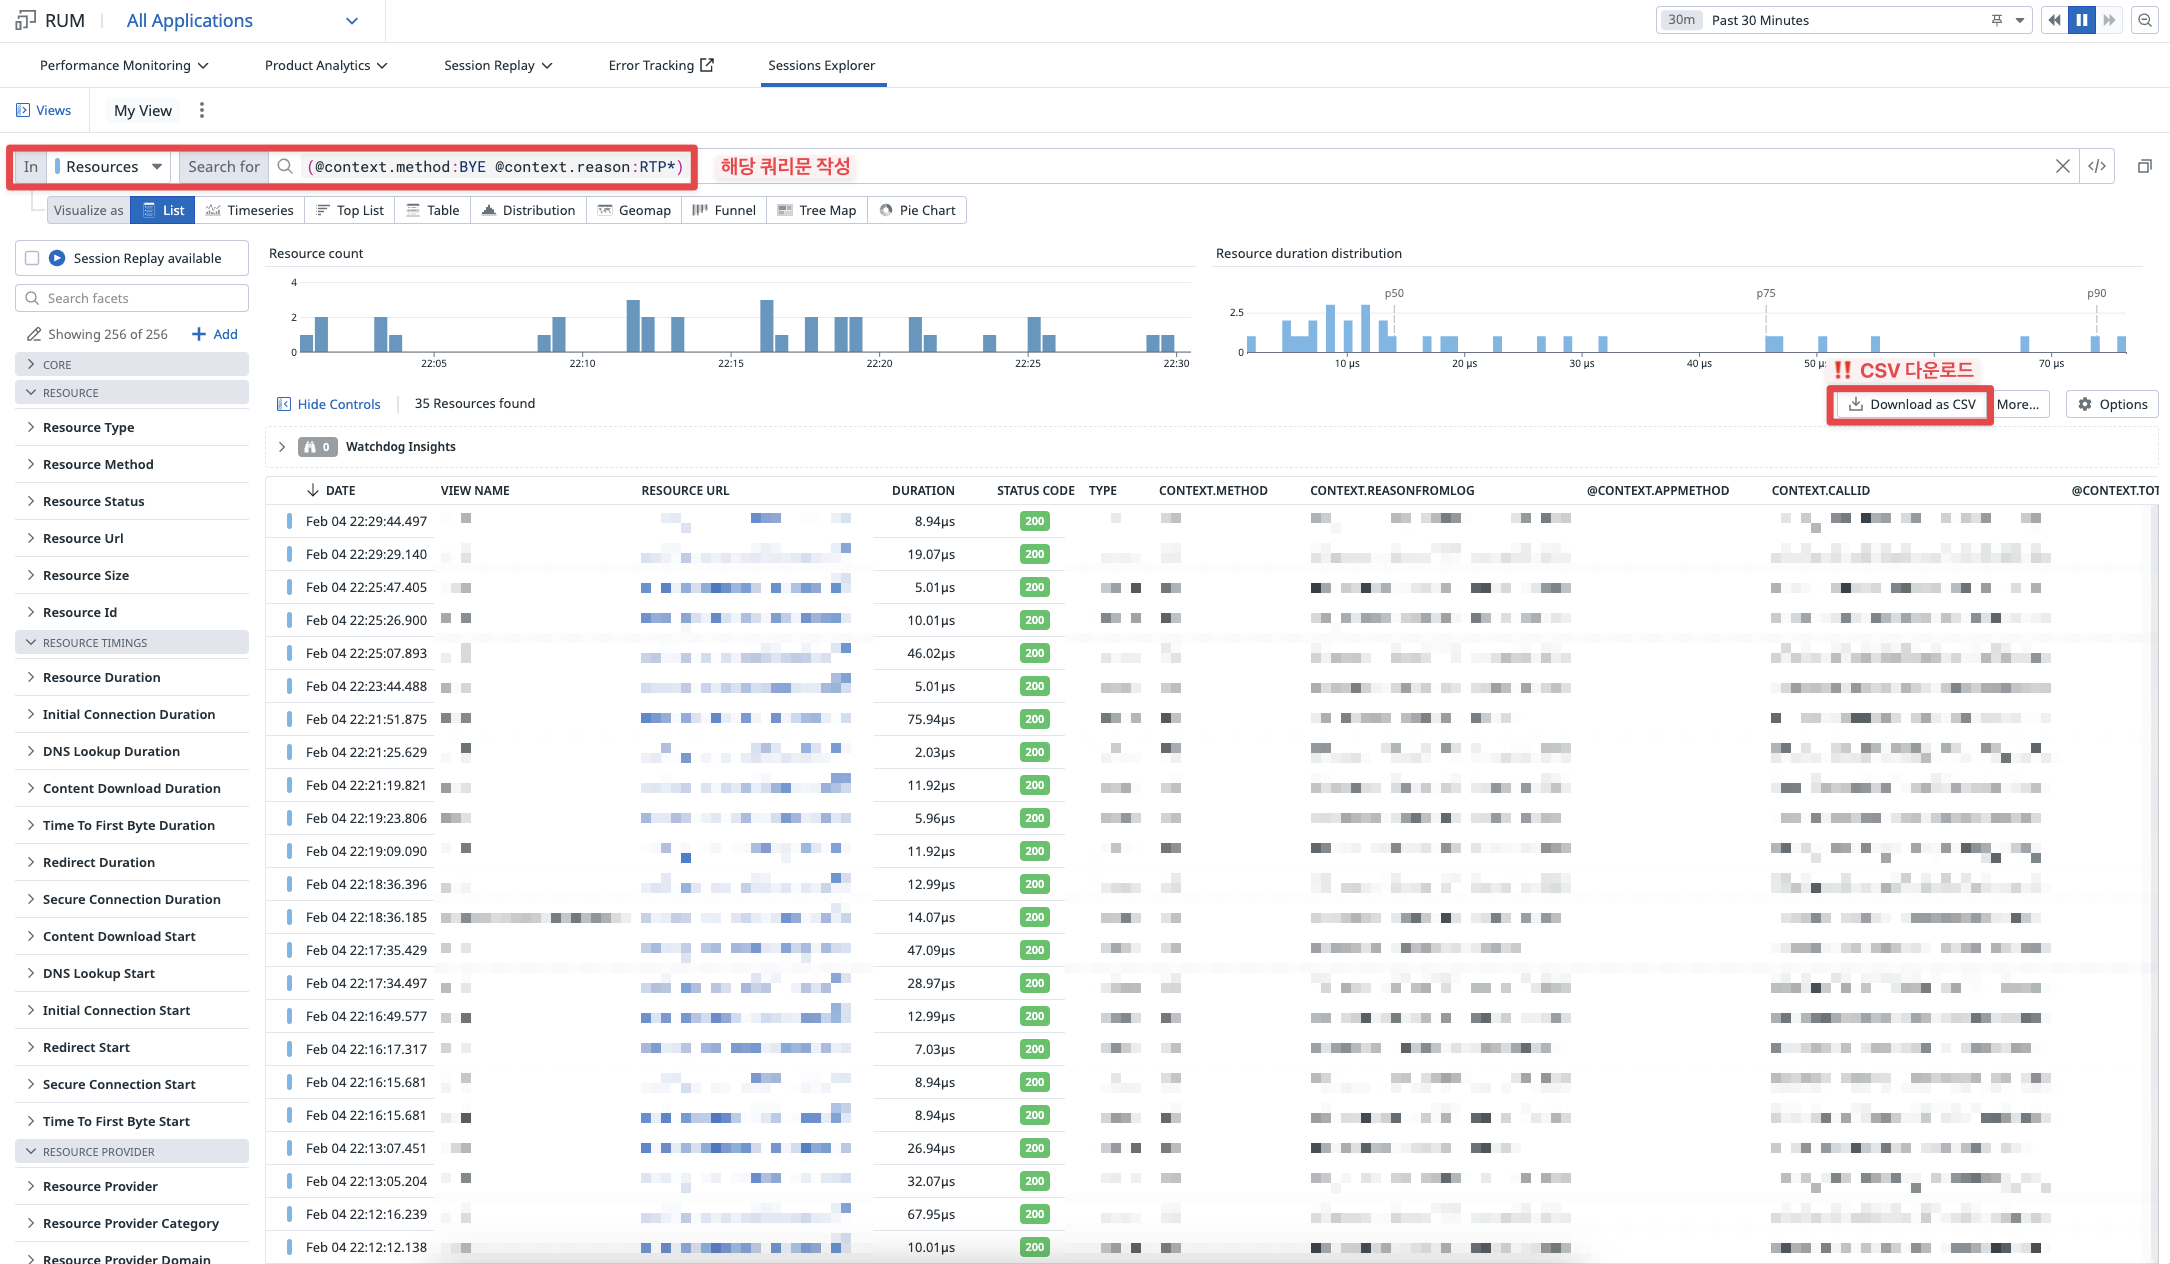 RUM All Applications 30m Past 30 Minutes
Performance Monitoring Product Analytics Session Replay Error Tracking Sessions Explorer
Views My View
In Resources Search for (@context.method:BYE @context.reason:RTP*) 해당 쿼리문 작성 </>
Visualize as List Timeseries Top List Table Distribution Geomap Funnel Tree Map Pie Chart
Session Replay available
Search facets
Showing 256 of 256 + Add
CORE
RESOURCE
Resource Type
Resource Method
Resource Status
Resource Url
Resource Size
Resource Id
RESOURCE TIMINGS
Resource Duration
Initial Connection Duration
DNS Lookup Duration
Content Download Duration
Time To First Byte Duration
Redirect Duration
Secure Connection Duration
Content Download Start
DNS Lookup Start
Initial Connection Start
Redirect Start
Secure Connection Start
Time To First Byte Start
RESOURCE PROVIDER
Resource Provider
Resource Provider Category
Resource Provider Domain
Resource count
4
2
0
22:05 22:10 22:15 22:20 22:25 22:30
Resource duration distribution
p50 p75 p90
2.5
0
10 µs 20 µs 30 µs 40 µs 50 µs 70 µs
‼ CSV 다운로드
Hide Controls 35 Resources found Download as CSV More... Options
0 Watchdog Insights
DATE VIEW NAME RESOURCE URL DURATION STATUS CODE TYPE CONTEXT.METHOD CONTEXT.REASONFROMLOG @CONTEXT.APPMETHOD CONTEXT.CALLID @CONTEXT.TOT
Feb 04 22:29:44.497 8.94µs 200
Feb 04 22:29:29.140 19.07µs 200
Feb 04 22:25:47.405 5.01µs 200
Feb 04 22:25:26.900 10.01µs 200
Feb 04 22:25:07.893 46.02µs 200
Feb 04 22:23:44.488 5.01µs 200
Feb 04 22:21:51.875 75.94µs 200
Feb 04 22:21:25.629 2.03µs 200
Feb 04 22:21:19.821 11.92µs 200
Feb 04 22:19:23.806 5.96µs 200
Feb 04 22:19:09.090 11.92µs 200
Feb 04 22:18:36.396 12.99µs 200
Feb 04 22:18:36.185 14.07µs 200
Feb 04 22:17:35.429 47.09µs 200
Feb 04 22:17:34.497 28.97µs 200
Feb 04 22:16:49.577 12.99µs 200
Feb 04 22:16:17.317 7.03µs 200
Feb 04 22:16:15.681 8.94µs 200
Feb 04 22:16:15.681 8.94µs 200
Feb 04 22:13:07.451 26.94µs 200
Feb 04 22:13:05.204 32.07µs 200
Feb 04 22:12:16.239 67.95µs 200
Feb 04 22:12:12.138 10.01µs 200